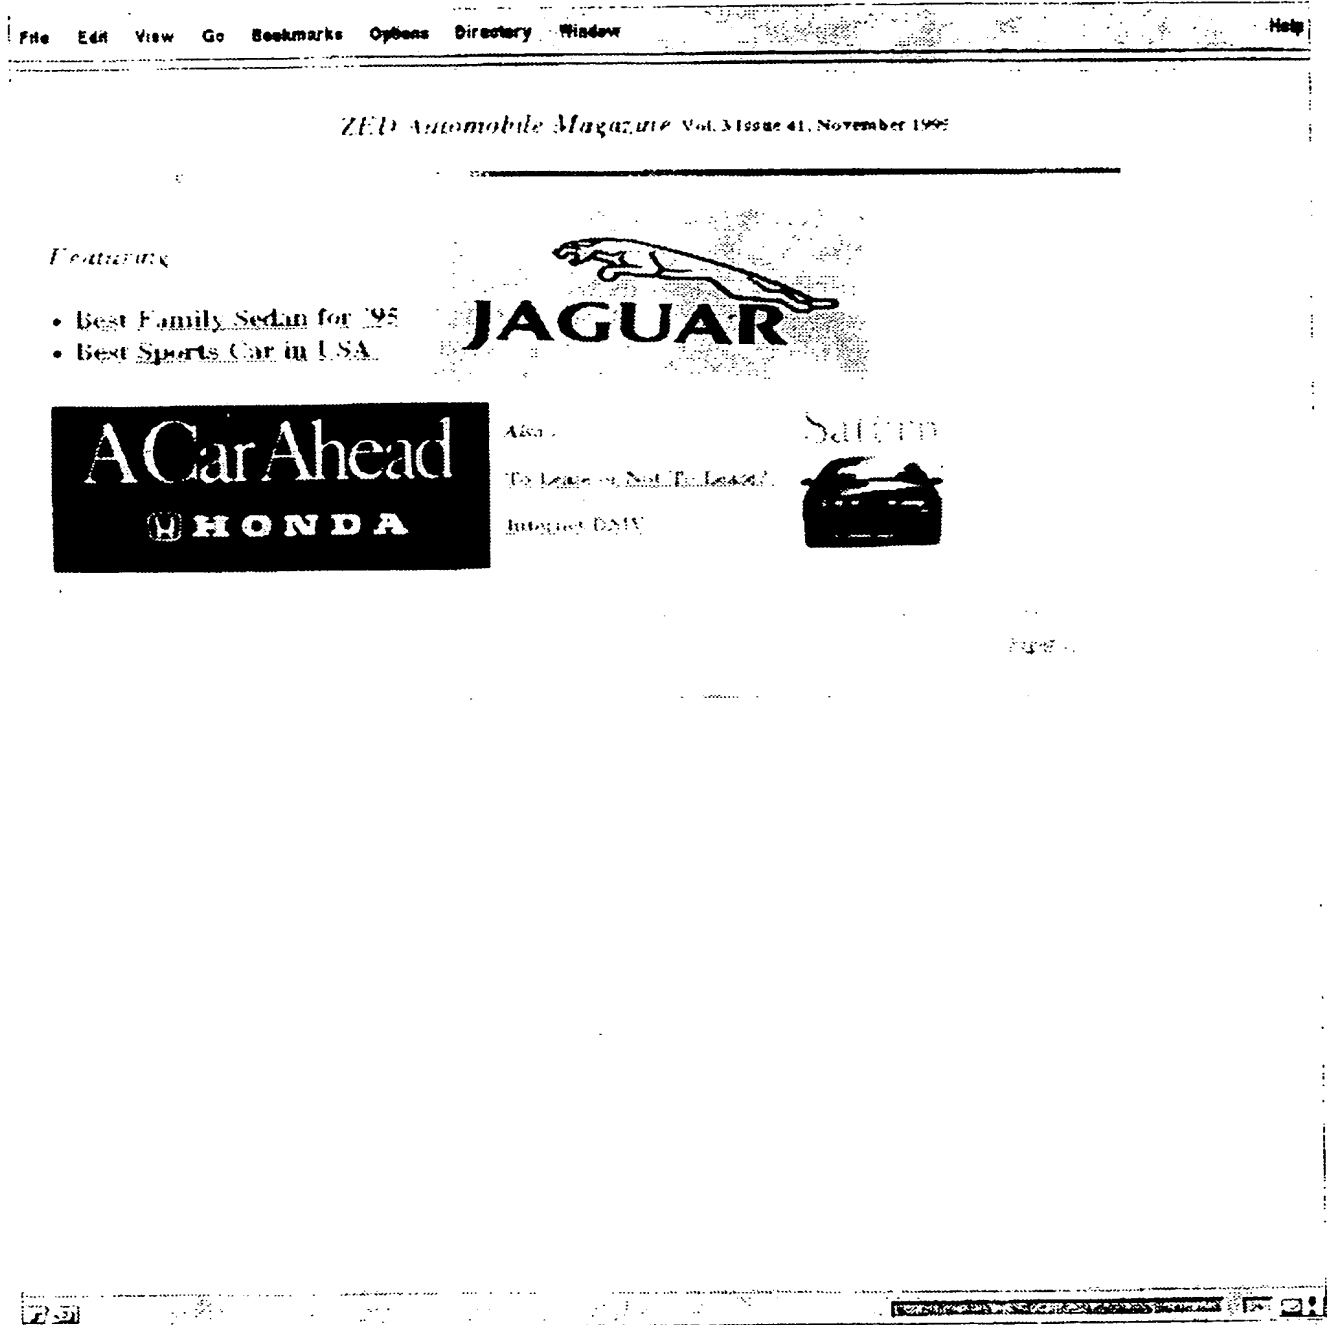 File Edit View Go Bookmarks Options Directory Window Help
ZED Automobile Magazine Vol. 3 Issue 41, November 1995
Featuring
• Best Family Sedan for '95
• Best Sports Car in USA
JAGUAR
A Car Ahead
HONDA
Also
To Lease or Not To Lease?
Internet DMV
Saturn